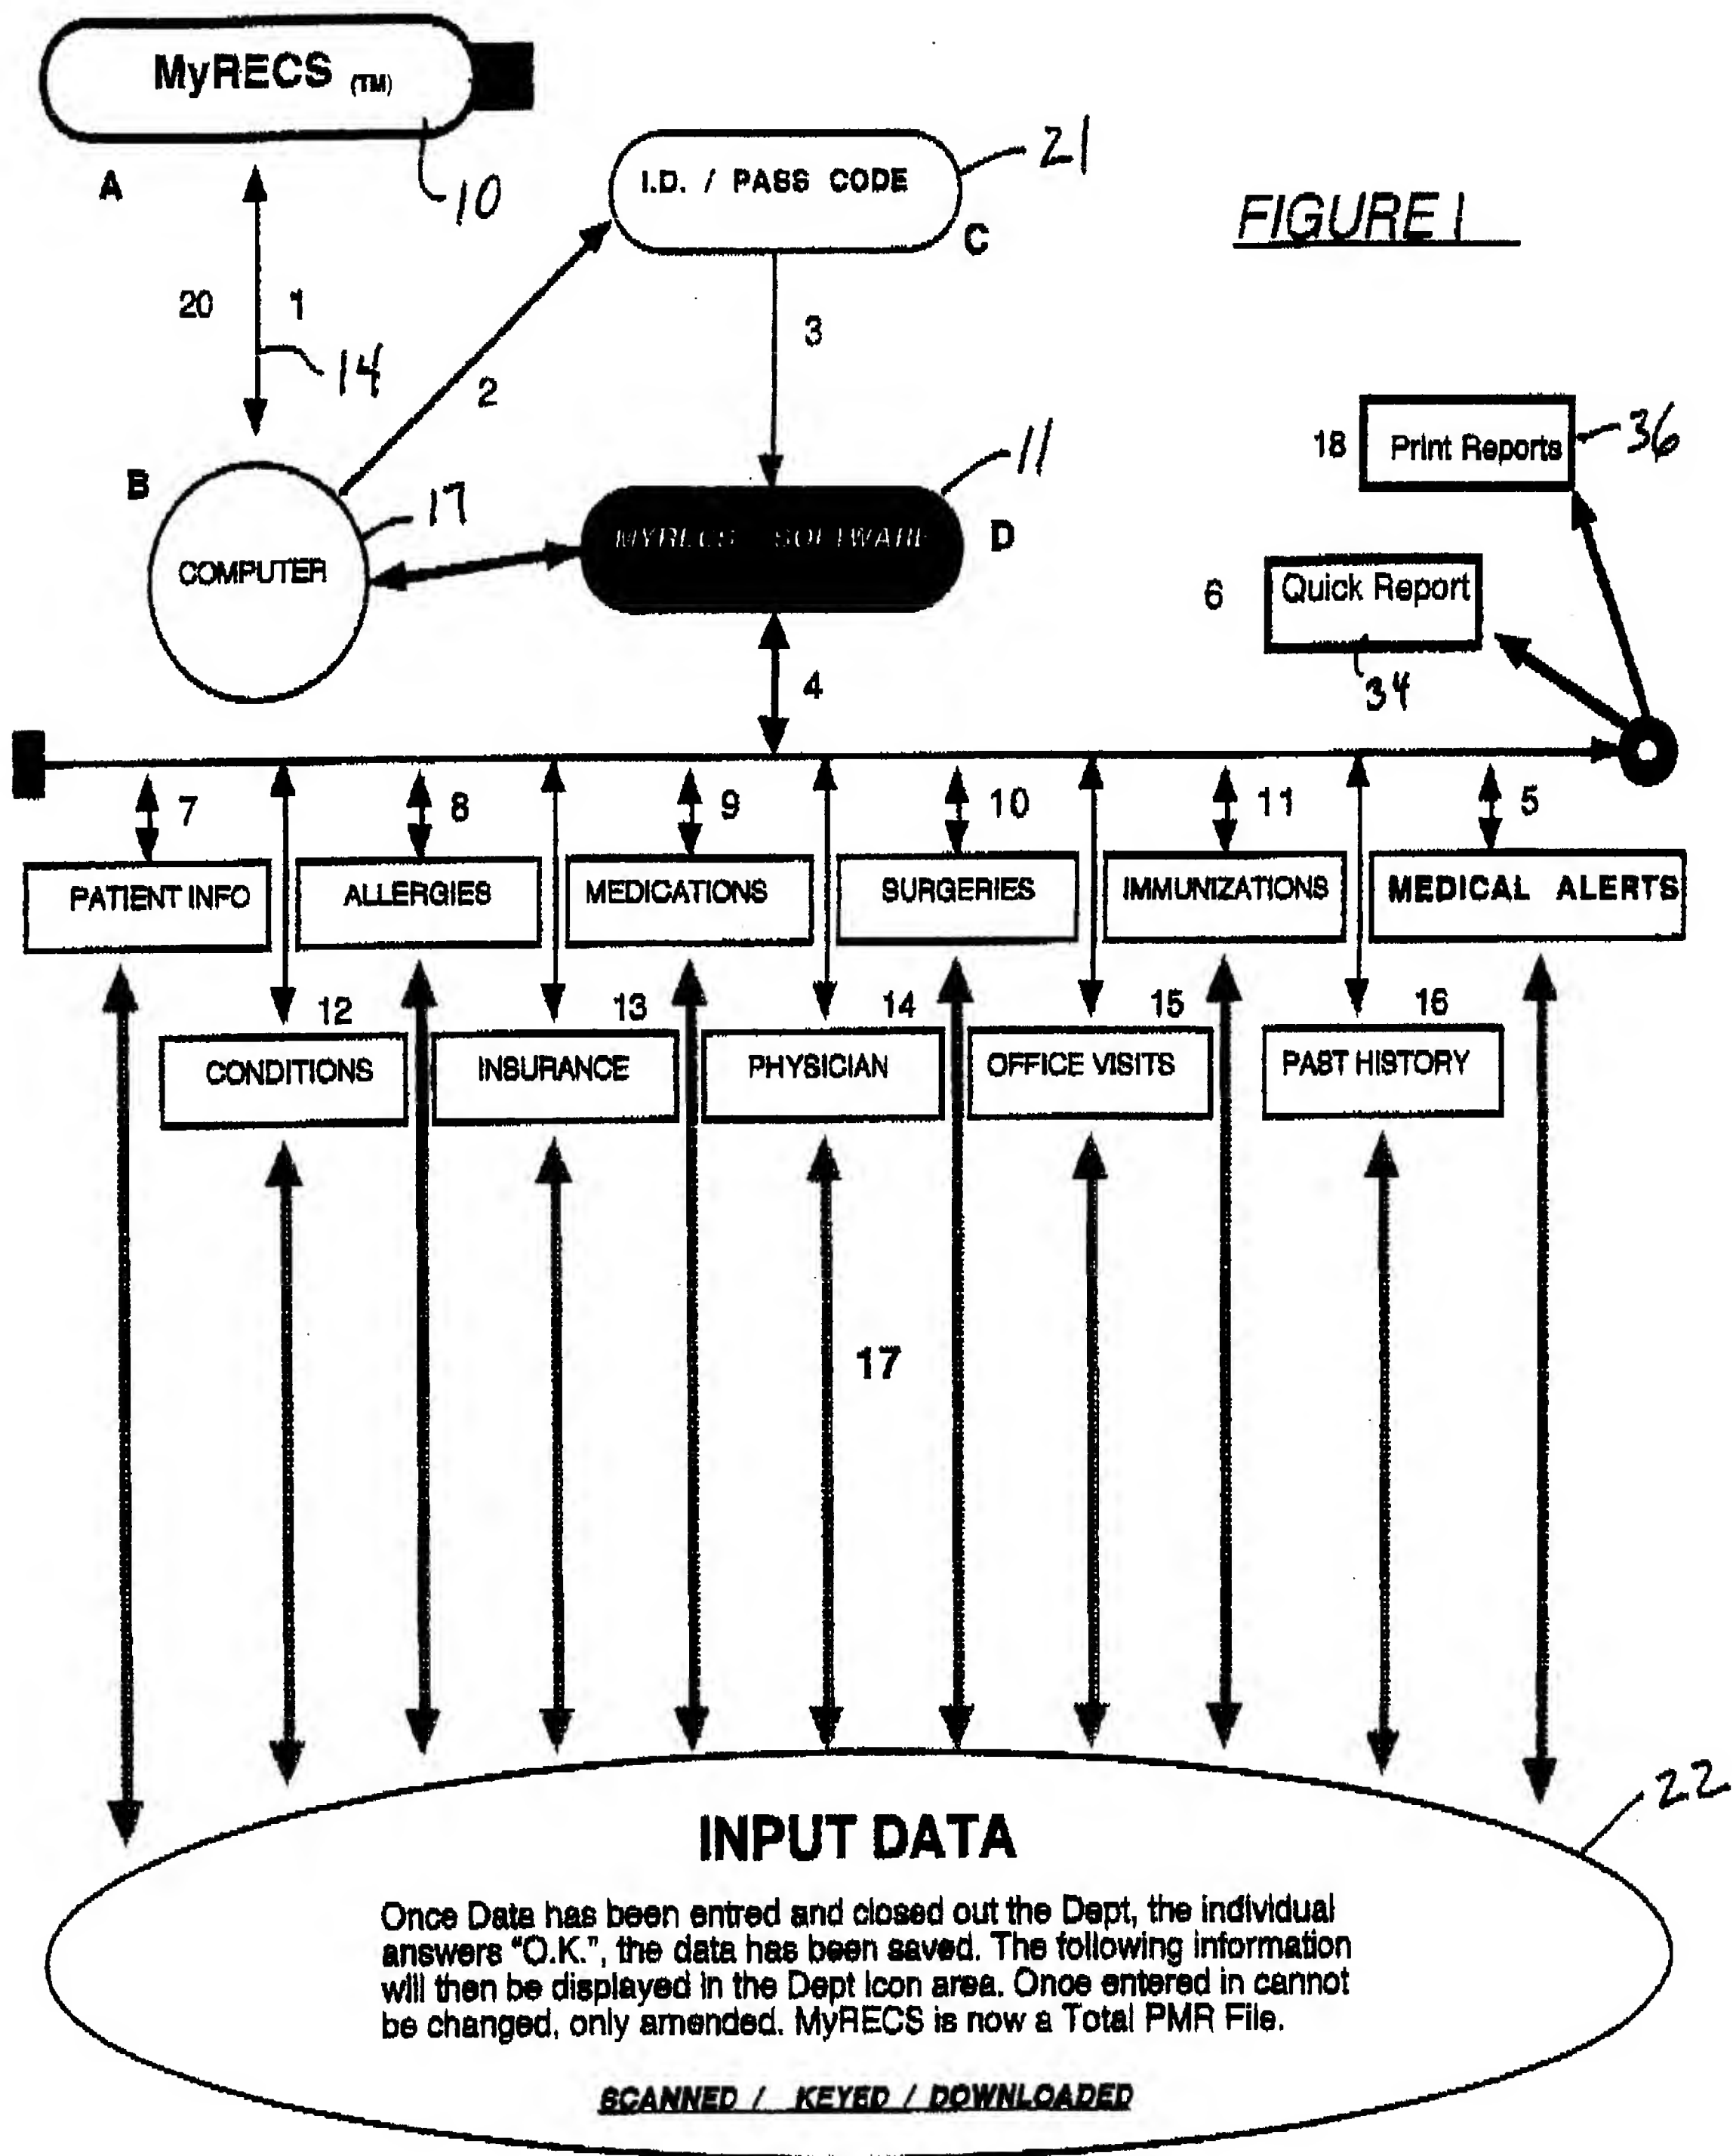 MyRECS (TM)
10
A
10
I.D. / PASS CODE
21
C
FIGURE 1
20
1
14
2
3
18
Print Reports
36
B
17
COMPUTER
11
MYRECS SOFTWARE
D
6
Quick Report
34
4
7
8
9
10
11
5
PATIENT INFO
ALLERGIES
MEDICATIONS
SURGERIES
IMMUNIZATIONS
MEDICAL ALERTS
12
13
14
15
16
CONDITIONS
INSURANCE
PHYSICIAN
OFFICE VISITS
PAST HISTORY
17
22
INPUT DATA
Once Data has been entred and closed out the Dept, the individual
answers "O.K.", the data has been saved. The following information
will then be displayed in the Dept Icon area. Once entered in cannot
be changed, only amended. MyRECS is now a Total PMR File.
SCANNED / KEYED / DOWNLOADED